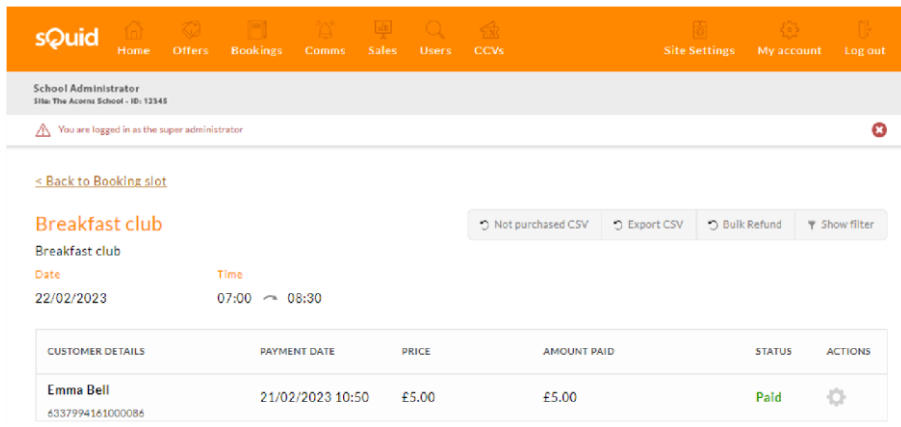 sQuid
Home Offers Bookings Comms Sales Users CCVs Site Settings My account Log out
School Administrator
Site: The Acorns School - ID: 12345
You are logged in as the super administrator
< Back to Booking slot
Breakfast club
Not purchased CSV Export CSV Bulk Refund Show filter
Breakfast club
Date Time
22/02/2023 07:00 08:30
CUSTOMER DETAILS PAYMENT DATE PRICE AMOUNT PAID STATUS ACTIONS
Emma Bell 21/02/2023 10:50 £5.00 £5.00 Paid
6337994161000086